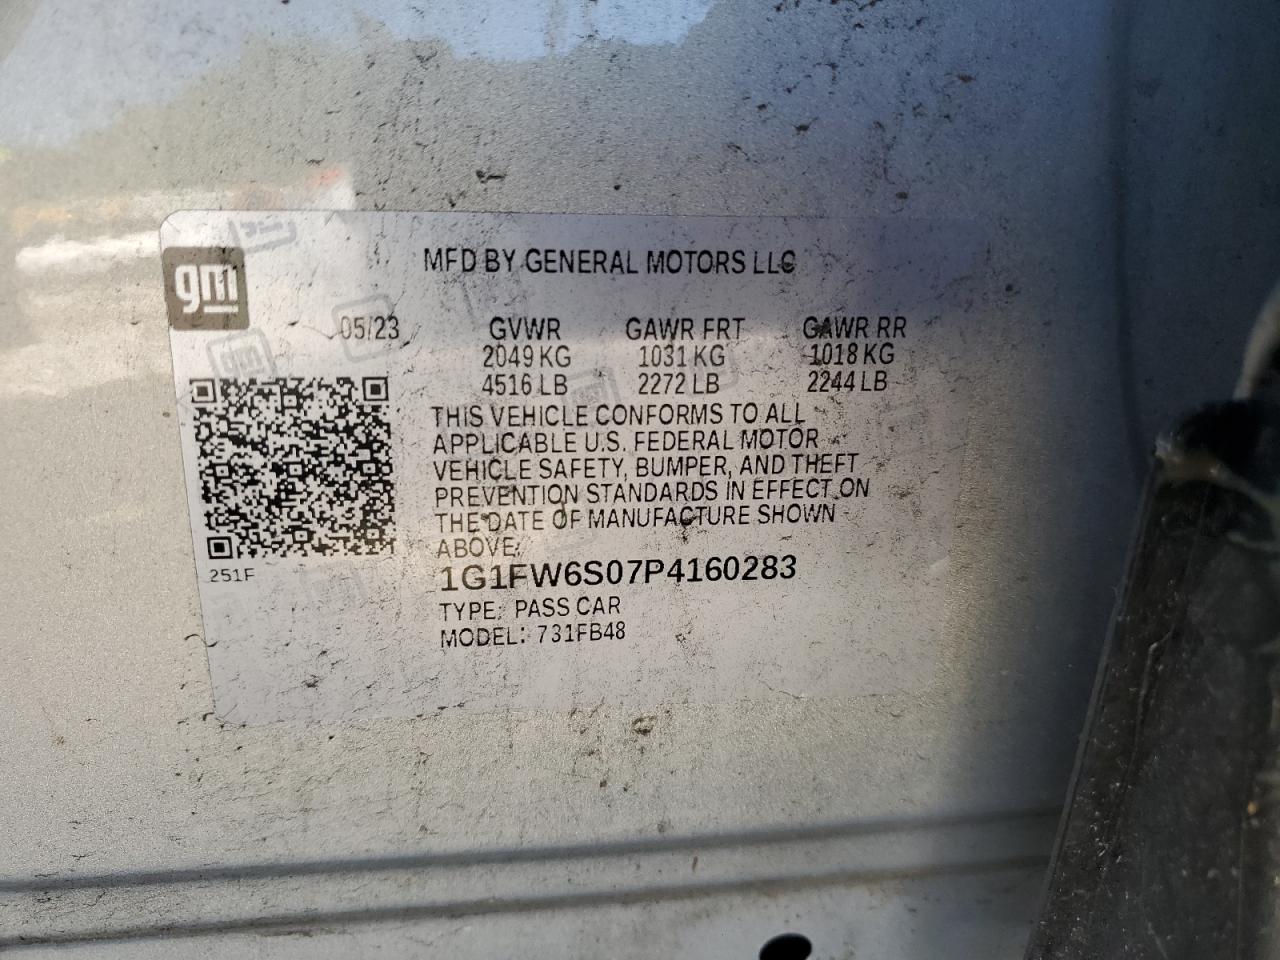 gm
MFD BY GENERAL MOTORS LLC
05/23 GVWR GAWR FRT GAWR RR
2049 KG 1031 KG 1018 KG
4516 LB 2272 LB 2244 LB
THIS VEHICLE CONFORMS TO ALL
APPLICABLE U.S. FEDERAL MOTOR
VEHICLE SAFETY, BUMPER, AND THEFT
PREVENTION STANDARDS IN EFFECT ON
THE DATE OF MANUFACTURE SHOWN
ABOVE:
251F
1G1FW6S07P4160283
TYPE: PASS CAR
MODEL: 731FB48